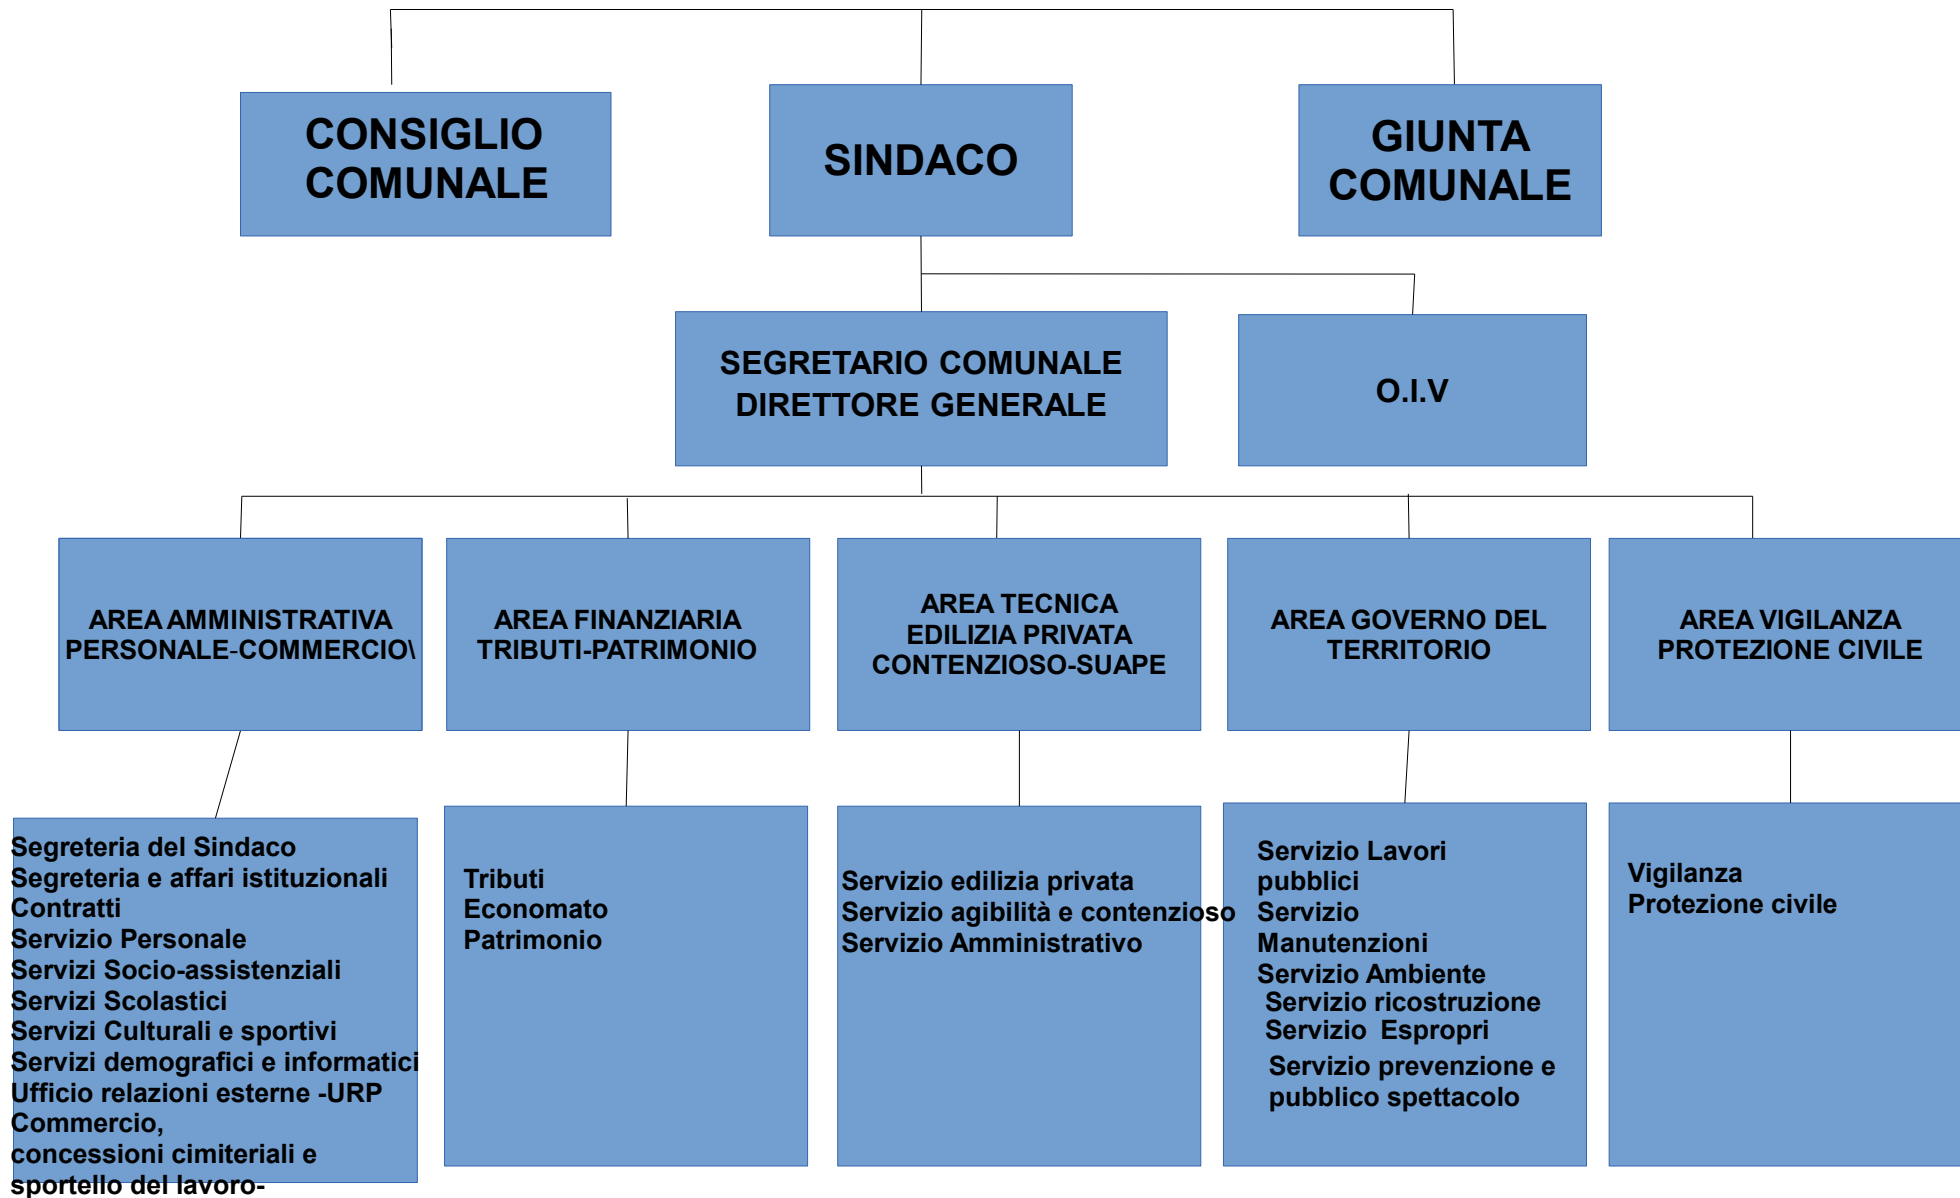 CONSIGLIO
COMUNALE
SINDACO
GIUNTA
COMUNALE
SEGRETARIO COMUNALE
DIRETTORE GENERALE
O.I.V
AREA AMMINISTRATIVA
PERSONALE-COMMERCIO\
AREA FINANZIARIA
TRIBUTI-PATRIMONIO
AREA TECNICA
EDILIZIA PRIVATA
CONTENZIOSO-SUAPE
AREA GOVERNO DEL
TERRITORIO
AREA VIGILANZA
PROTEZIONE CIVILE
Segreteria del Sindaco
Segreteria e affari istituzionali
Contratti
Servizio Personale
Servizi Socio-assistenziali
Servizi Scolastici
Servizi Culturali e sportivi
Servizi demografici e informatici
Ufficio relazioni esterne -URP
Commercio,
concessioni cimiteriali e
sportello del lavoro-
Tributi
Economato
Patrimonio
Servizio edilizia privata
Servizio agibilità e contenzioso
Servizio Amministrativo
Servizio Lavori
pubblici
Servizio
Manutenzioni
Servizio Ambiente
Servizio ricostruzione
Servizio Espropri
Servizio prevenzione e
pubblico spettacolo
Vigilanza
Protezione civile